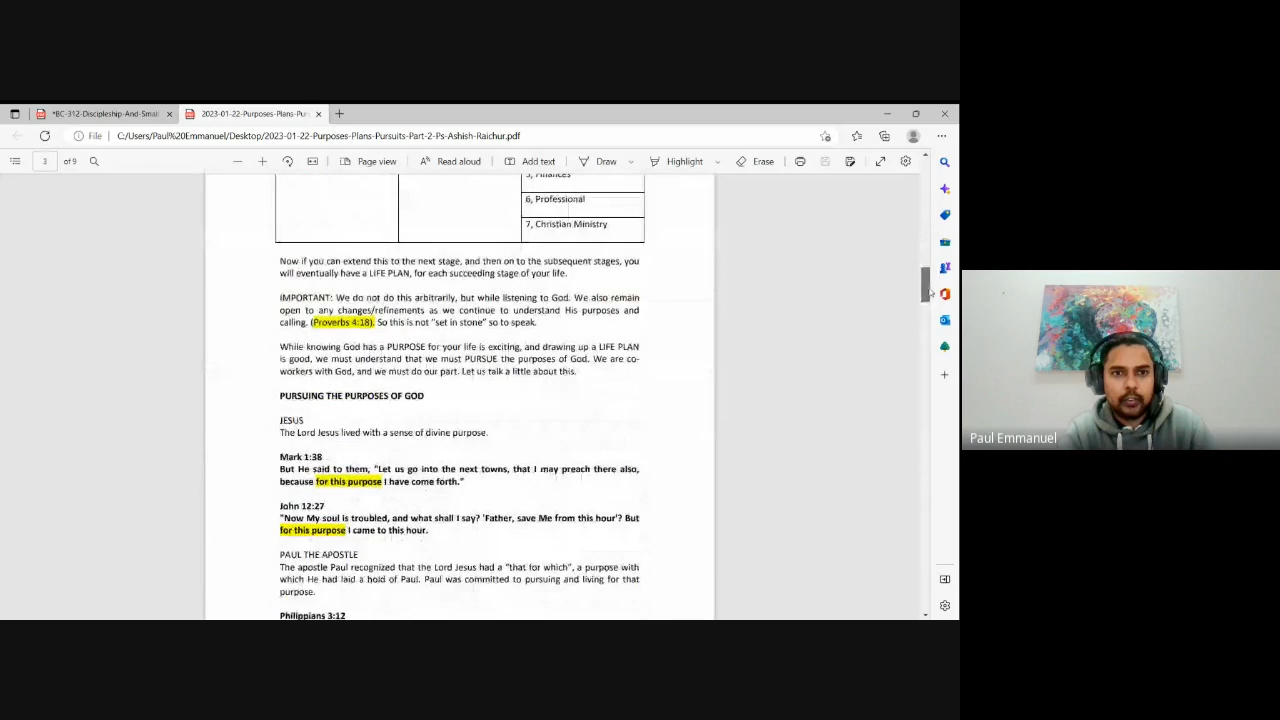 *BC-312-Discipleship-And-Small
2023-01-22-Purposes-Plans-Pur
File
C:/Users/Paul%20Emmanuel/Desktop/2023-01-22-Purposes-Plans-Pursuits-Part-2-Ps-Ashish-Raichur.pdf
3 of 9
Page view
Read aloud
Add text
Draw
Highlight
Erase
5, Finances
6, Professional
7, Christian Ministry
Now if you can extend this to the next stage, and then on to the subsequent stages, you
will eventually have a LIFE PLAN, for each succeeding stage of your life.
IMPORTANT: We do not do this arbitrarily, but while listening to God. We also remain
open to any changes/refinements as we continue to understand His purposes and
calling. (Proverbs 4:18). So this is not "set in stone" so to speak.
While knowing God has a PURPOSE for your life is exciting, and drawing up a LIFE PLAN
is good, we must understand that we must PURSUE the purposes of God. We are co-
workers with God, and we must do our part. Let us talk a little about this.
PURSUING THE PURPOSES OF GOD
JESUS
The Lord Jesus lived with a sense of divine purpose.
Mark 1:38
But He said to them, "Let us go into the next towns, that I may preach there also,
because for this purpose I have come forth."
John 12:27
"Now My soul is troubled, and what shall I say? 'Father, save Me from this hour'? But
for this purpose I came to this hour.
PAUL THE APOSTLE
The apostle Paul recognized that the Lord Jesus had a "that for which", a purpose with
which He had laid a hold of Paul. Paul was committed to pursuing and living for that
purpose.
Philippians 3:12
Paul Emmanuel